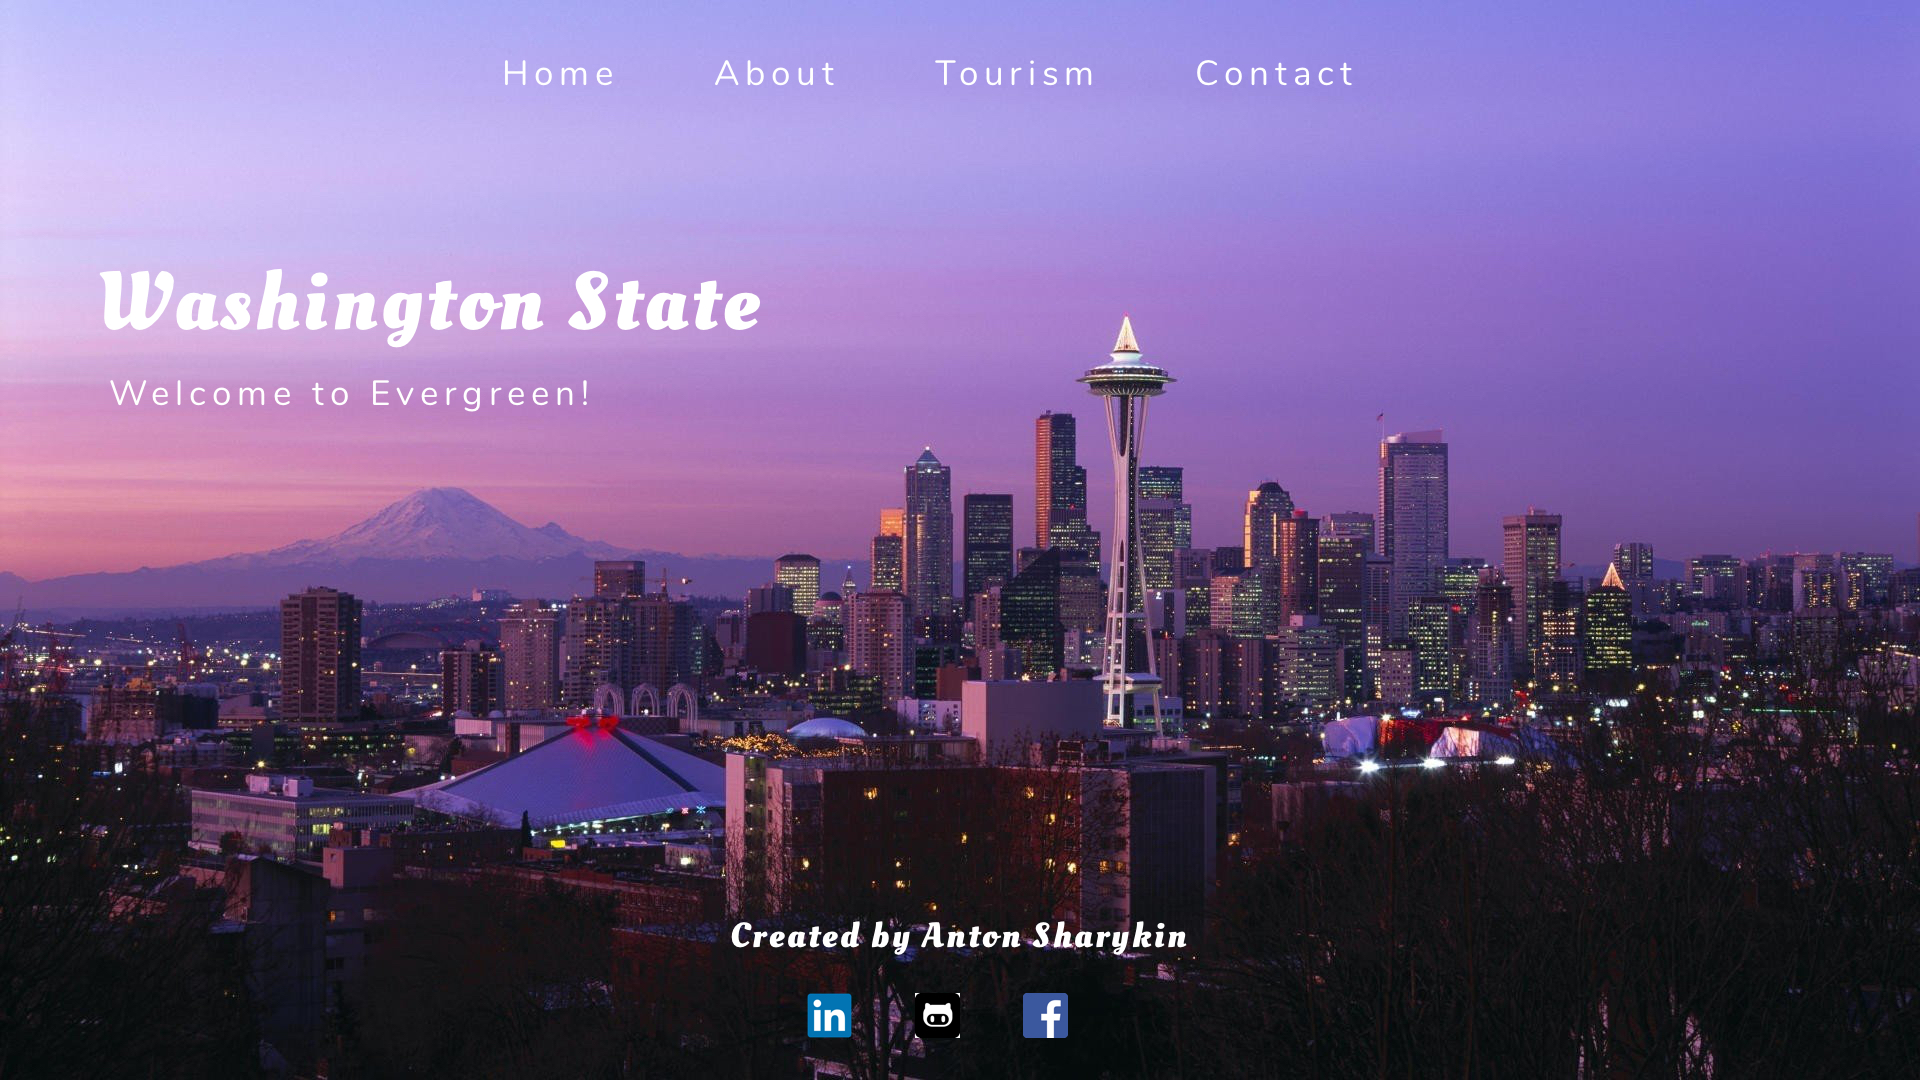 Home About Tourism Contact
Washington State
Welcome to Evergreen!
Created by Anton Sharykin
in
f